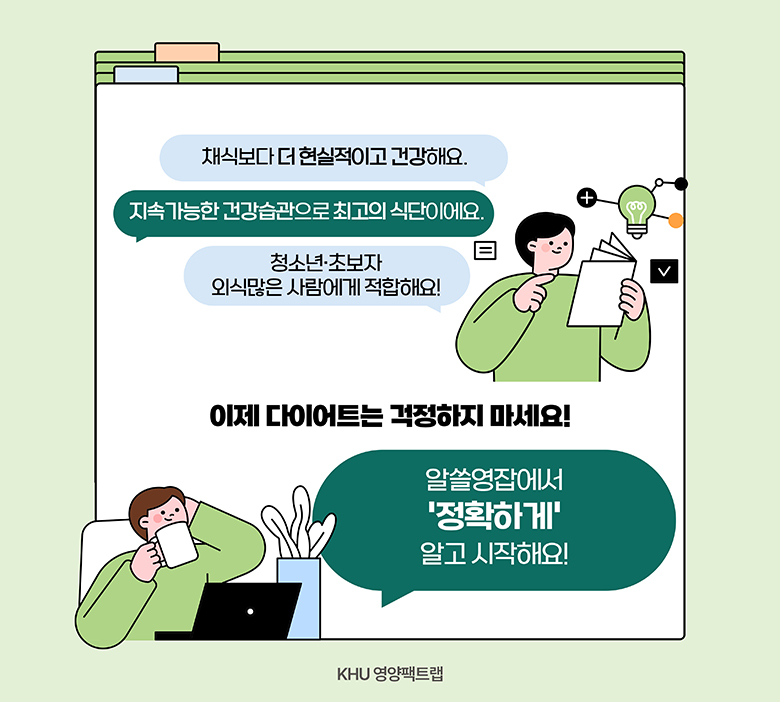 채식보다 더 현실적이고 건강해요.
지속가능한 건강습관으로 최고의 식단이에요.
청소년·초보자
외식많은 사람에게 적합해요!
이제 다이어트는 걱정하지 마세요!
알쓸영잡에서
'정확하게'
알고 시작해요!
KHU 영양팩트랩